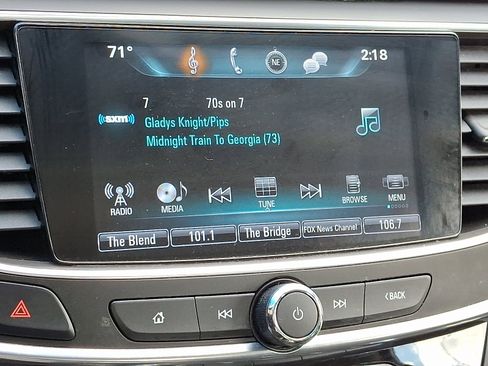 71° NE 2:18
7 70s on 7
((sxm)) Gladys Knight/Pips
Midnight Train To Georgia (73)
RADIO MEDIA TUNE BROWSE MENU
The Blend 101.1 The Bridge FOX News Channel 106.7
< BACK